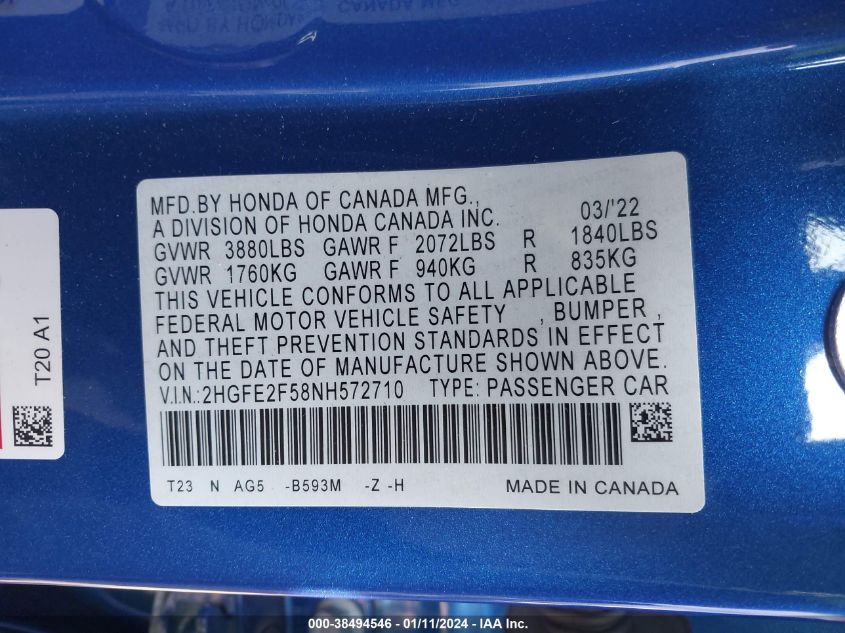 MFD.BY HONDA OF CANADA MFG.,
A DIVISION OF HONDA CANADA INC. 03/'22
GVWR 3880LBS GAWR F 2072LBS R 1840LBS
GVWR 1760KG GAWR F 940KG R 835KG
THIS VEHICLE CONFORMS TO ALL APPLICABLE
FEDERAL MOTOR VEHICLE SAFETY , BUMPER ,
AND THEFT PREVENTION STANDARDS IN EFFECT
ON THE DATE OF MANUFACTURE SHOWN ABOVE.
V.I.N.:2HGFE2F58NH572710 TYPE: PASSENGER CAR
T23 N AG5 -B593M -Z -H MADE IN CANADA
T20 A1
000-38494546 - 01/11/2024 - IAA Inc.